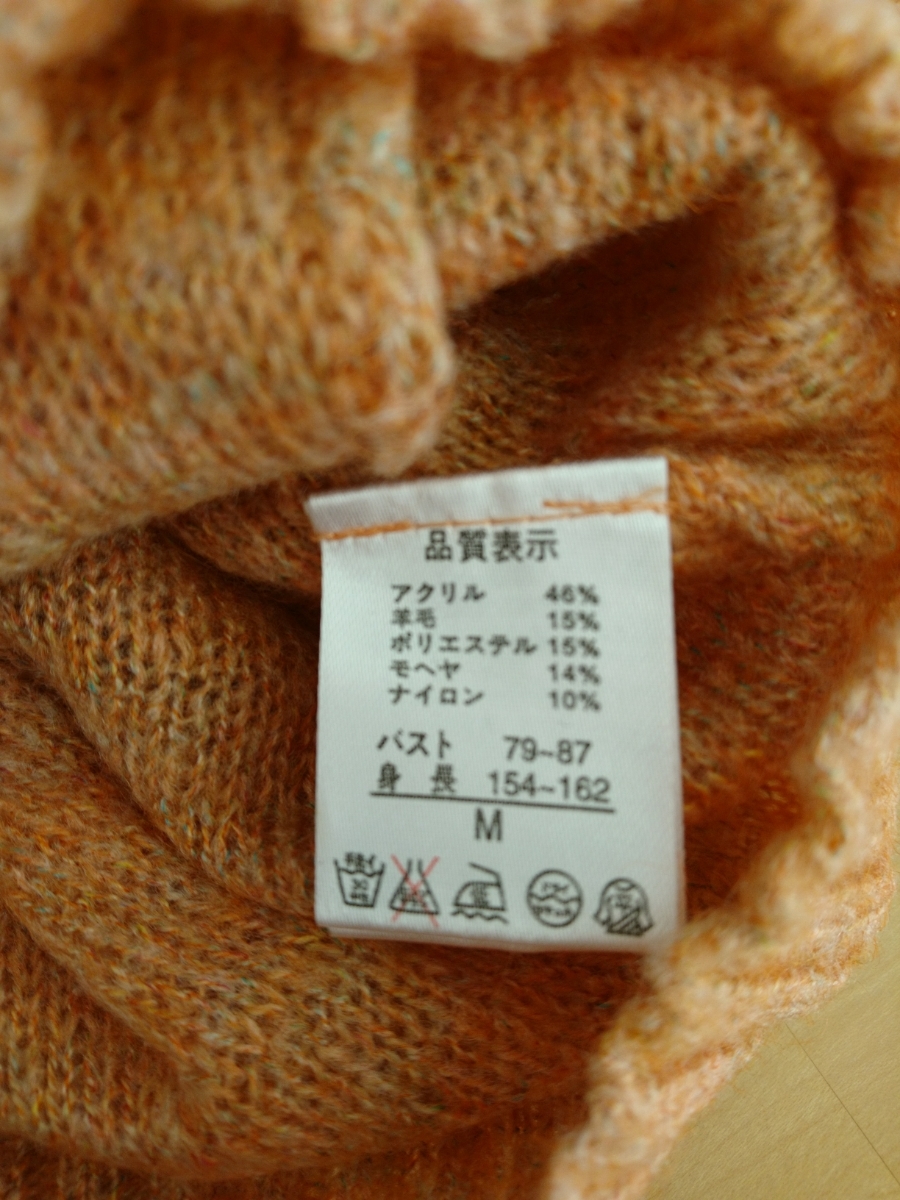 品質表示
アクリル 46%
羊毛 15%
ポリエステル 15%
モヘヤ 14%
ナイロン 10%
バスト 79~87
身長 154~162
M